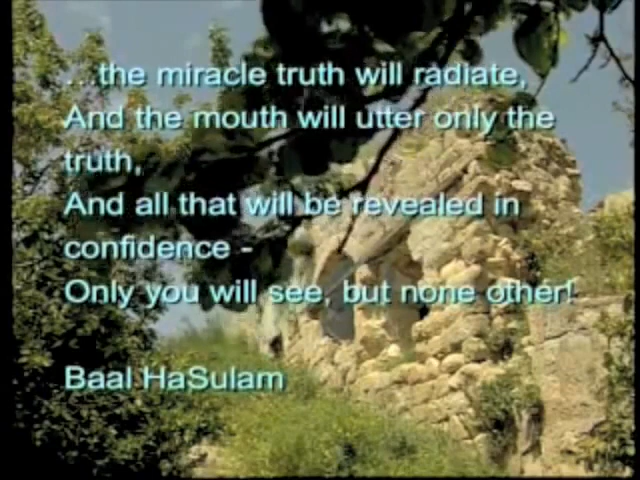 ...the miracle truth will radiate,
And the mouth will utter only the
truth,
And all that will be revealed in
confidence -
Only you will see, but none other!
Baal HaSulam